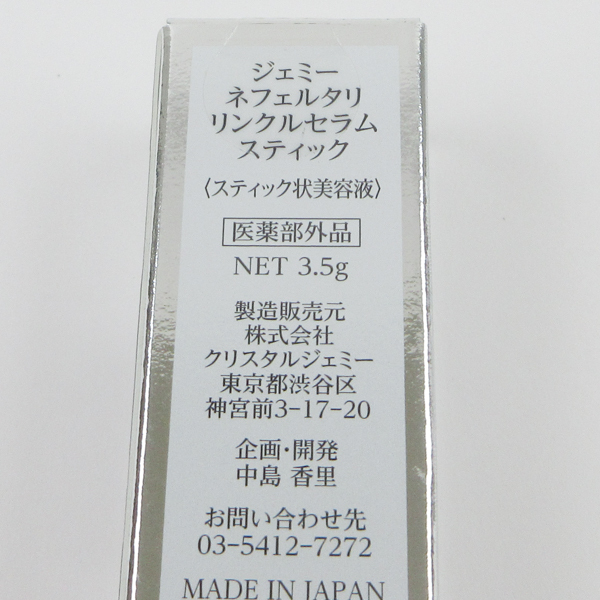 ジェミー
ネフェルタリ
リンクルセラム
スティック
〈スティック状美容液〉
医薬部外品
NET 3.5g
製造販売元
株式会社
クリスタルジェミー
東京都渋谷区
神宮前3-17-20
企画・開発
中島 香里
お問い合わせ先
03-5412-7272
MADE IN JAPAN